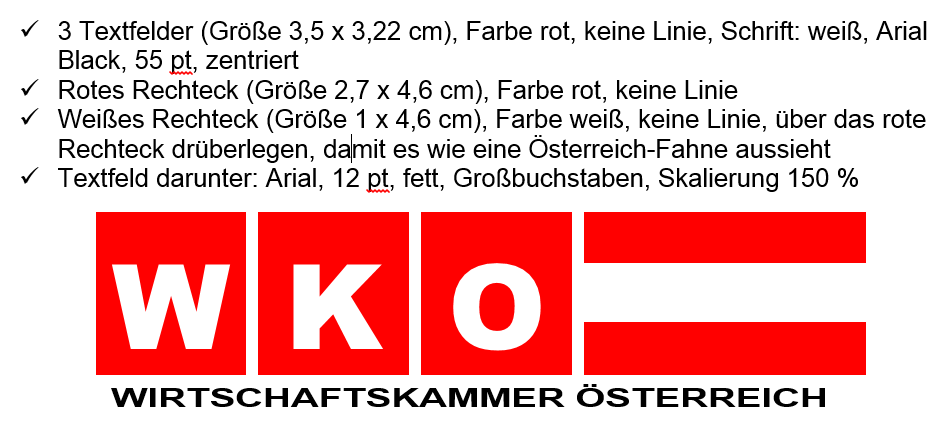 ✓ 3 Textfelder (Größe 3,5 x 3,22 cm), Farbe rot, keine Linie, Schrift: weiß, Arial
Black, 55 pt, zentriert
✓ Rotes Rechteck (Größe 2,7 x 4,6 cm), Farbe rot, keine Linie
✓ Weißes Rechteck (Größe 1 x 4,6 cm), Farbe weiß, keine Linie, über das rote
Rechteck drüberlegen, damit es wie eine Österreich-Fahne aussieht
✓ Textfeld darunter: Arial, 12 pt, fett, Großbuchstaben, Skalierung 150 %
W K O
WIRTSCHAFTSKAMMER ÖSTERREICH